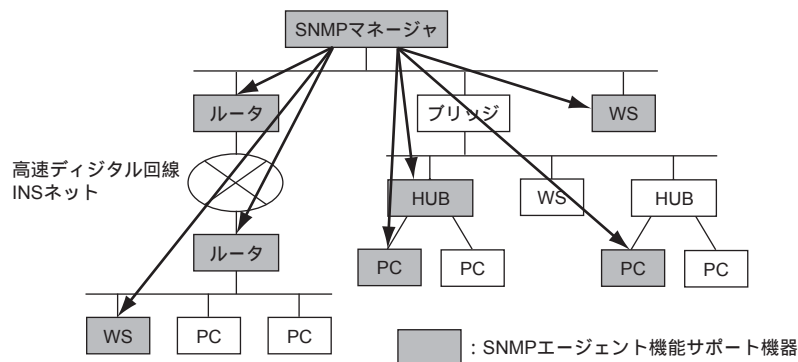 SNMPマネージャ
ルータ
ブリッジ
WS
高速ディジタル回線
INSネット
HUB
WS
HUB
ルータ
PC
PC
PC
PC
WS
PC
PC
：SNMPエージェント機能サポート機器